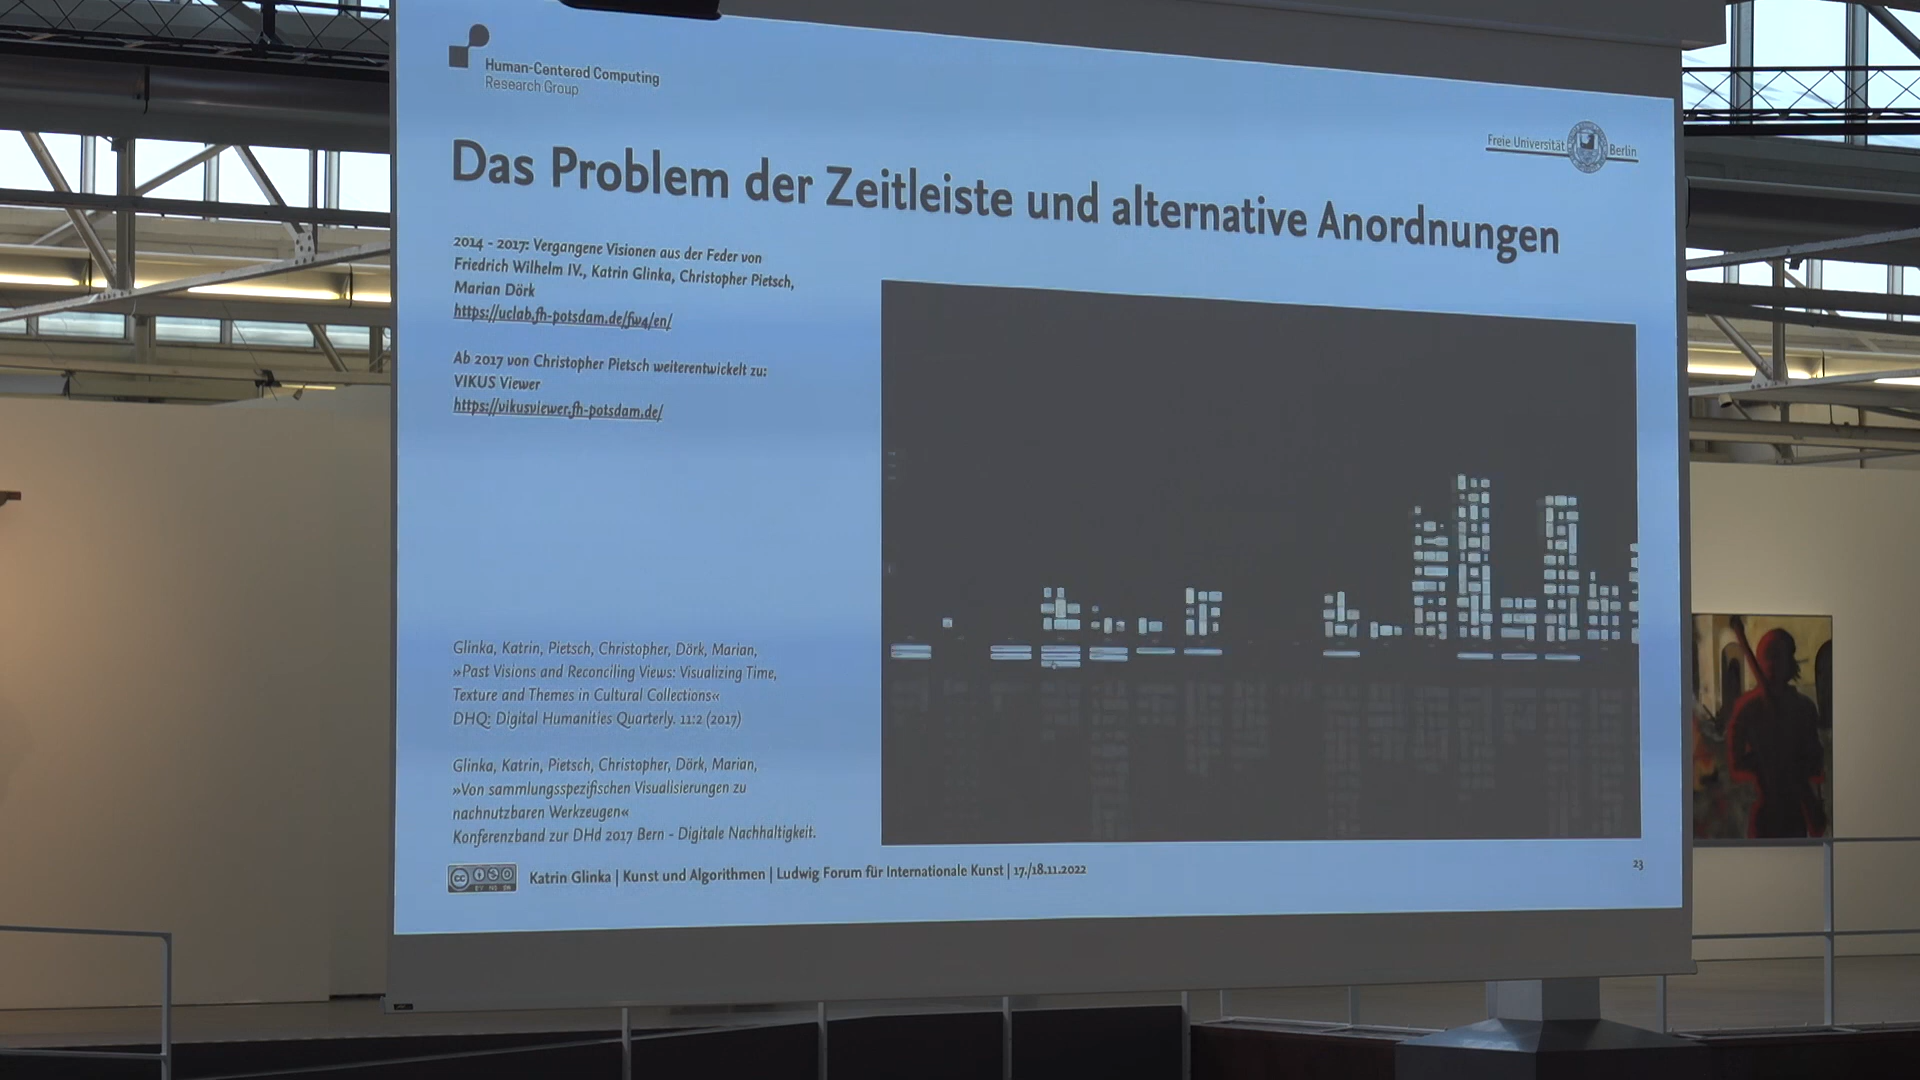 Human-Centered Computing
Research Group
Freie Universität Berlin
Das Problem der Zeitleiste und alternative Anordnungen
2014 - 2017: Vergangene Visionen aus der Feder von
Friedrich Wilhelm IV., Katrin Glinka, Christopher Pietsch,
Marian Dörk
https://uclab.fh-potsdam.de/fw4/en/
Ab 2017 von Christopher Pietsch weiterentwickelt zu:
VIKUS Viewer
https://vikusviewer.fh-potsdam.de/
Glinka, Katrin, Pietsch, Christopher, Dörk, Marian,
»Past Visions and Reconciling Views: Visualizing Time,
Texture and Themes in Cultural Collections«
DHQ: Digital Humanities Quarterly. 11:2 (2017)
Glinka, Katrin, Pietsch, Christopher, Dörk, Marian,
»Von sammlungsspezifischen Visualisierungen zu
nachnutzbaren Werkzeugen«
Konferenzband zur DHd 2017 Bern - Digitale Nachhaltigkeit.
cc
Katrin Glinka | Kunst und Algorithmen | Ludwig Forum für Internationale Kunst | 17./18.11.2022
23